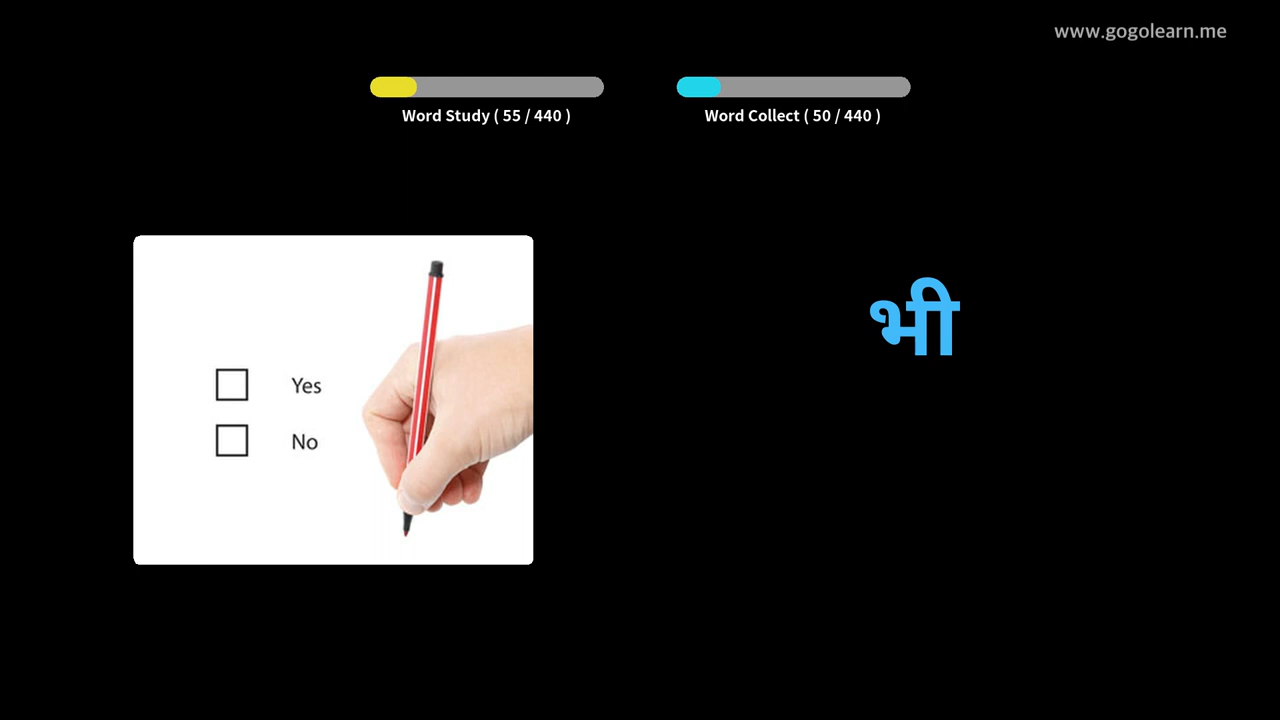 www.gogolearn.me
Word Study ( 55 / 440 )
Word Collect ( 50 / 440 )
Yes
No
भी